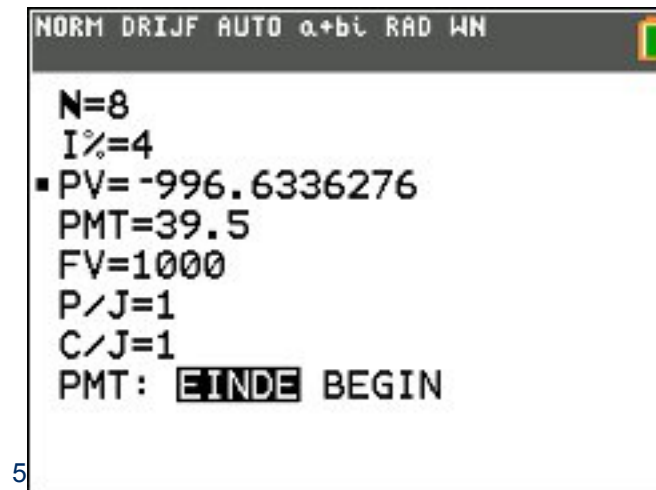 NORM DRIJF AUTO a+bi RAD WN
N=8
I%=4
PV=-996.6336276
PMT=39.5
FV=1000
P/J=1
C/J=1
PMT: EINDE BEGIN
5